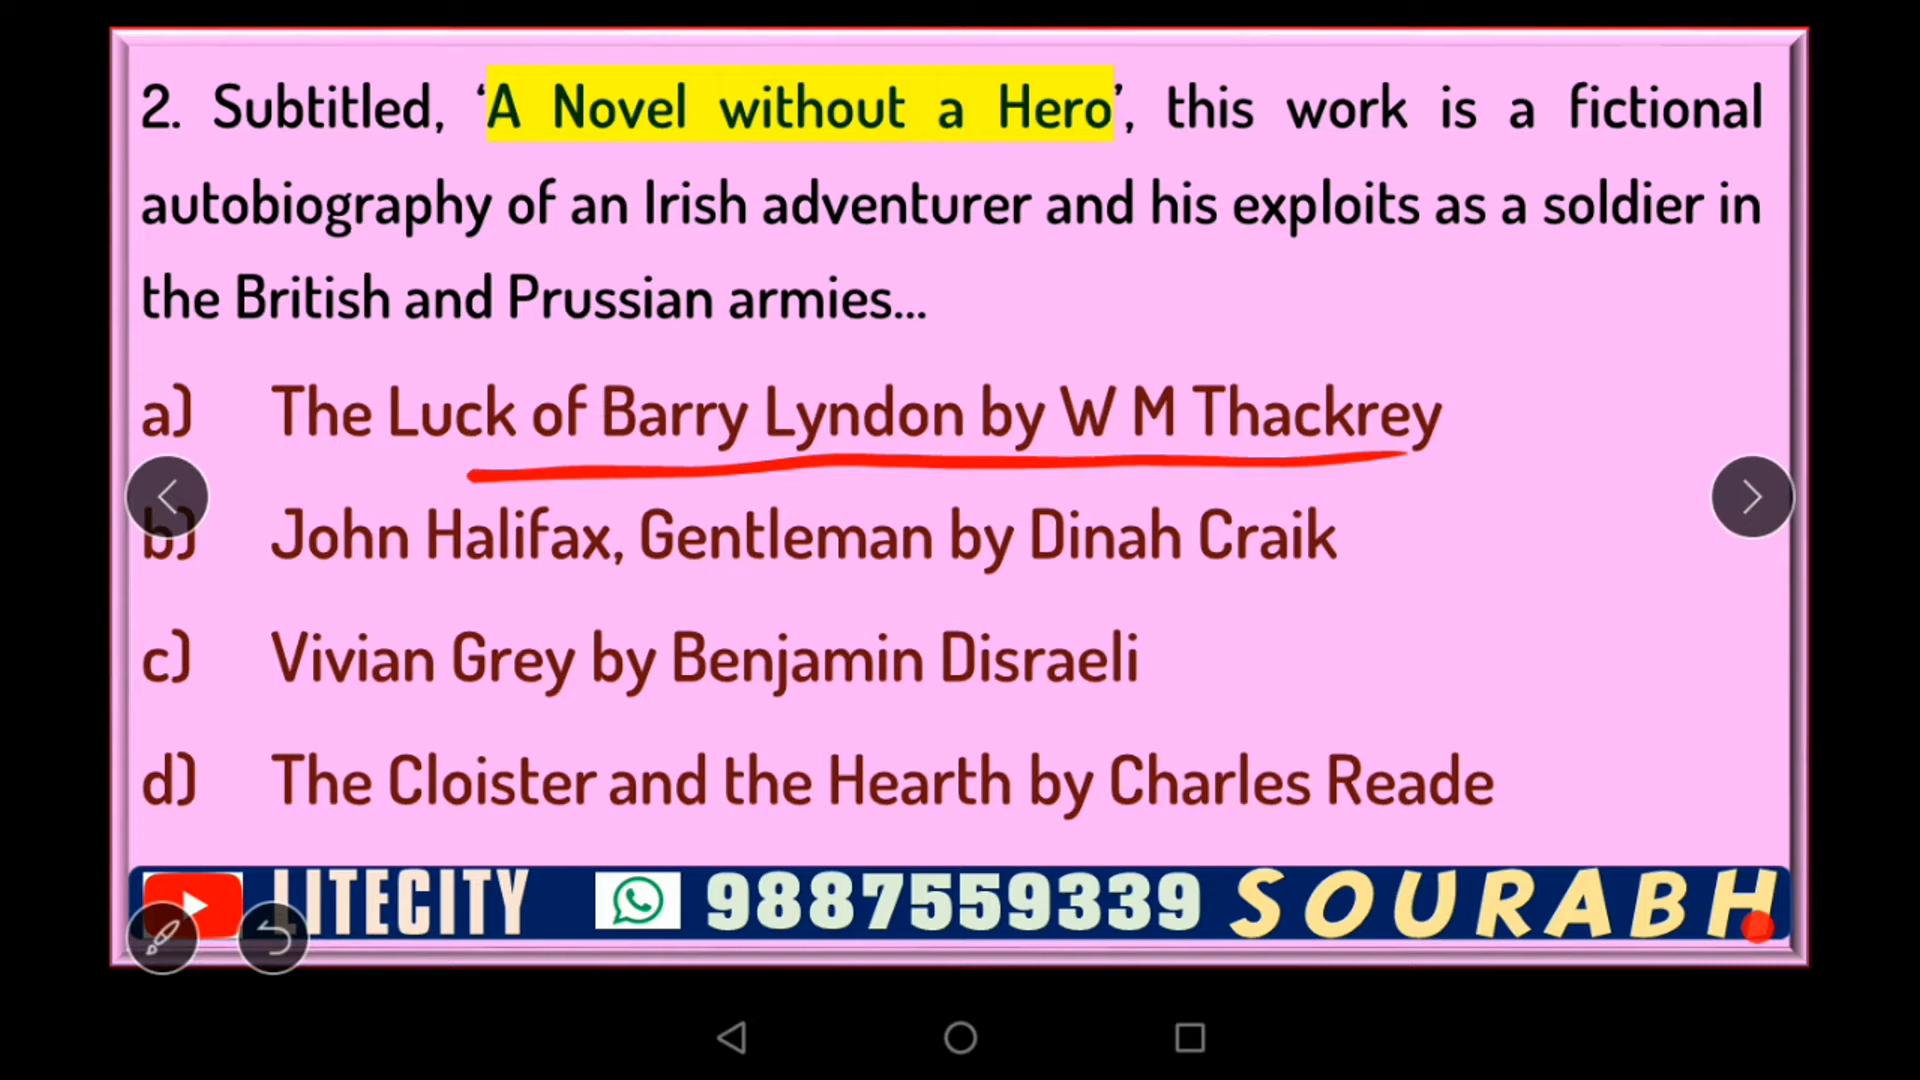 2. Subtitled, ‘A Novel without a Hero’, this work is a fictional
autobiography of an Irish adventurer and his exploits as a soldier in
the British and Prussian armies...
a) The Luck of Barry Lyndon by W M Thackrey
b) John Halifax, Gentleman by Dinah Craik
c) Vivian Grey by Benjamin Disraeli
d) The Cloister and the Hearth by Charles Reade
LITECITY 9887559339 SOURABH